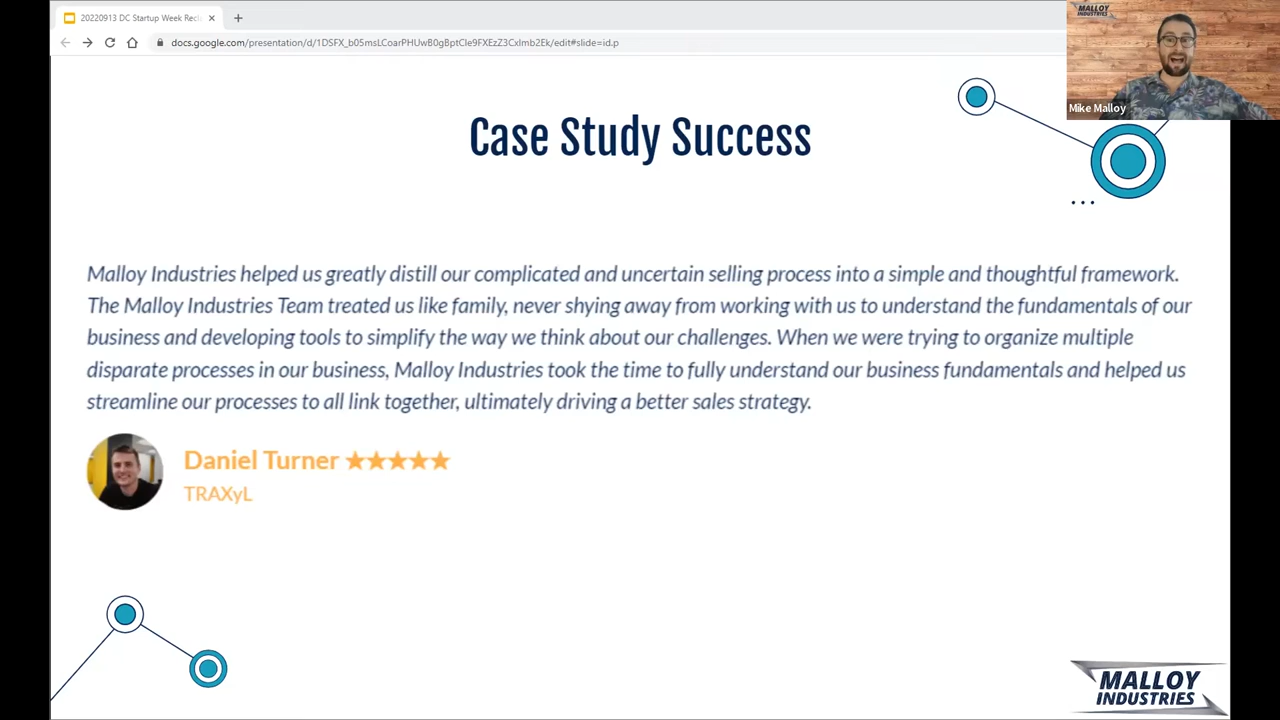 20220913 DC Startup Week Recl
docs.google.com/presentation/d/1DSFX_b05msLCoarPHUwB0gBptCle9FXEzZ3CxImb2Ek/edit#slide=id.p
MALLOY
INDUSTRIES
Mike Malloy
Case Study Success
Malloy Industries helped us greatly distill our complicated and uncertain selling process into a simple and thoughtful framework.
The Malloy Industries Team treated us like family, never shying away from working with us to understand the fundamentals of our
business and developing tools to simplify the way we think about our challenges. When we were trying to organize multiple
disparate processes in our business, Malloy Industries took the time to fully understand our business fundamentals and helped us
streamline our processes to all link together, ultimately driving a better sales strategy.
Daniel Turner ★★★★★
TRAXyL
MALLOY
INDUSTRIES